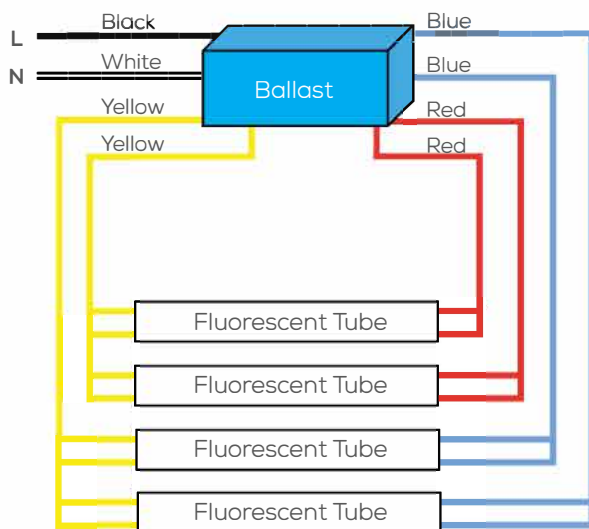 Black
Blue
L
White
Blue
N
Ballast
Yellow
Red
Yellow
Red
Fluorescent Tube
Fluorescent Tube
Fluorescent Tube
Fluorescent Tube